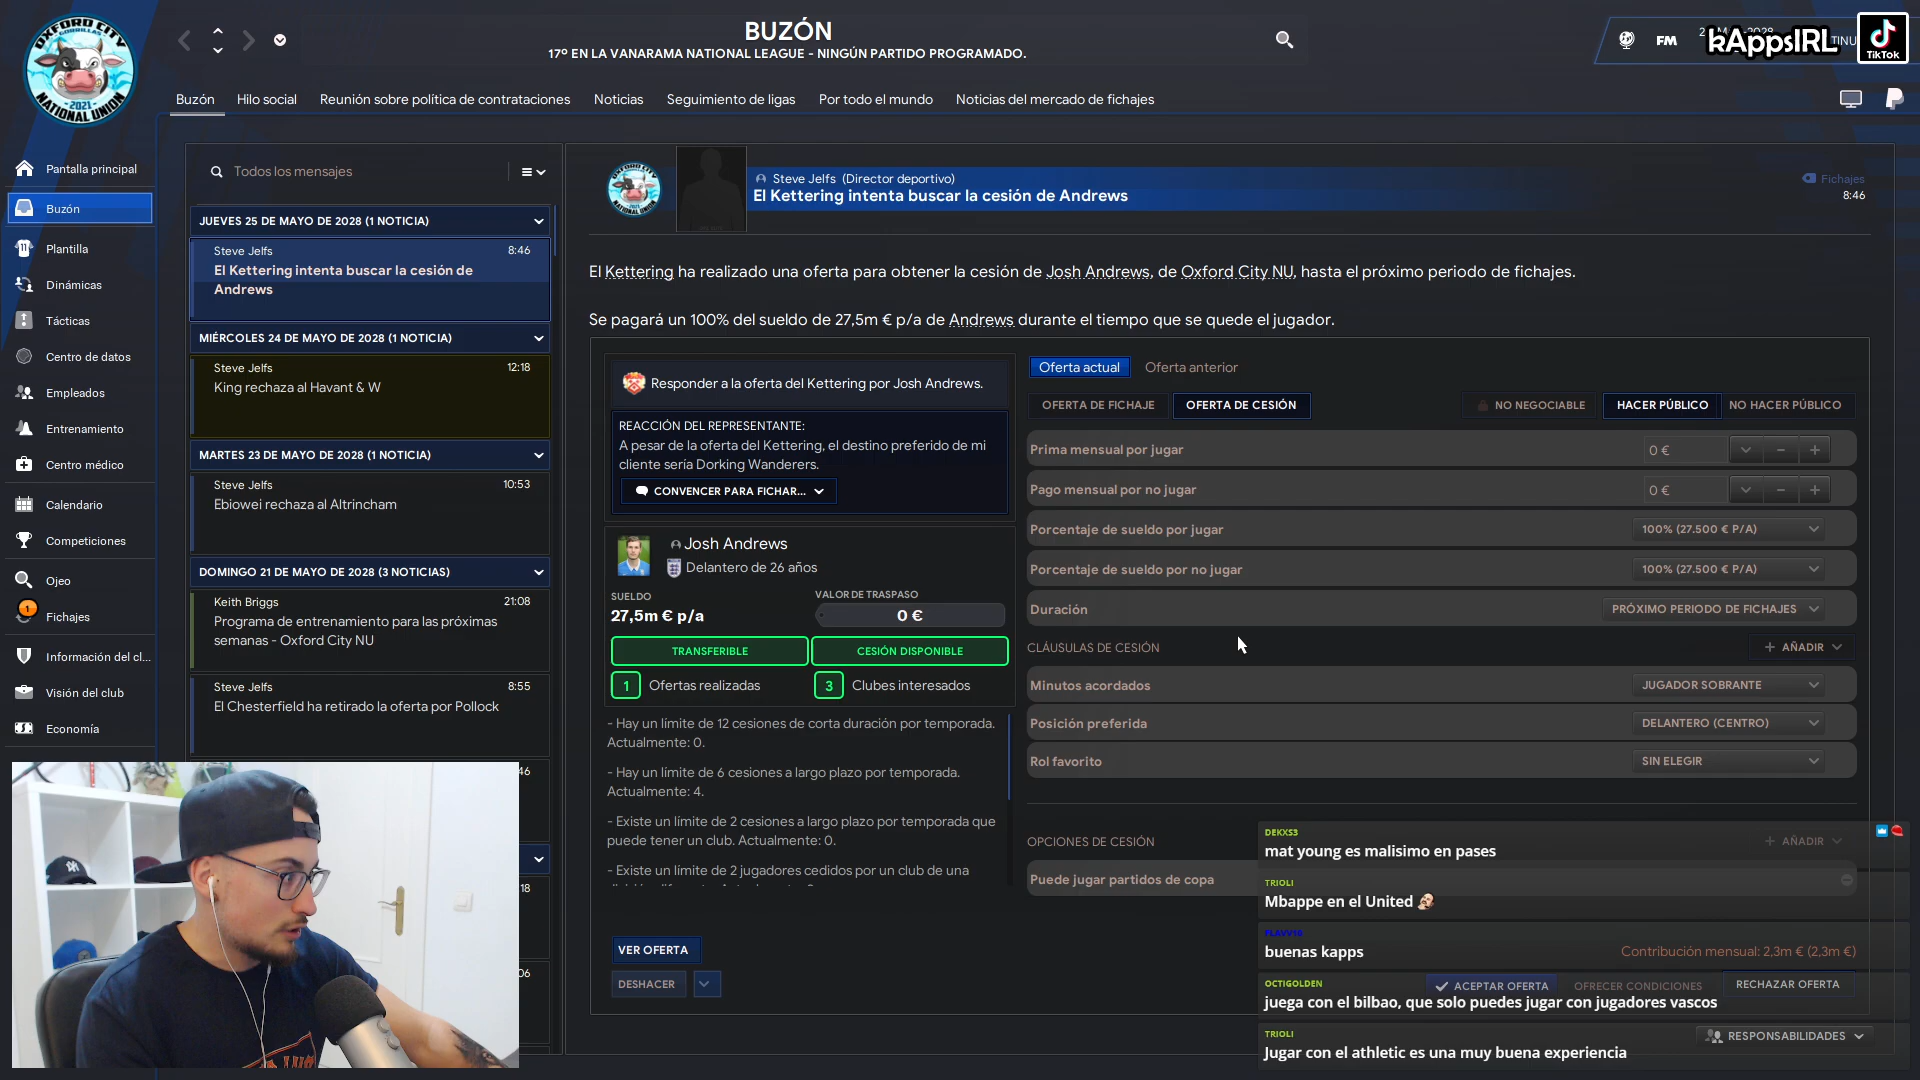 BUZÓN
17º EN LA VANARAMA NATIONAL LEAGUE - NINGÚN PARTIDO PROGRAMADO.
FM
kAppsIRL
TikTok
OXFORD CITY
GORRILLAS
2021
NATIONAL UNION
Buzón
Hilo social
Reunión sobre política de contrataciones
Noticias
Seguimiento de ligas
Por todo el mundo
Noticias del mercado de fichajes
Pantalla principal
Buzón
Plantilla
Dinámicas
Tácticas
Centro de datos
Empleados
Entrenamiento
Centro médico
Calendario
Competiciones
Ojeo
1
Fichajes
Información del cl...
Visión del club
Economía
Todos los mensajes
JUEVES 25 DE MAYO DE 2028 (1 NOTICIA)
Steve Jelfs 8:46
El Kettering intenta buscar la cesión de
Andrews
MIÉRCOLES 24 DE MAYO DE 2028 (1 NOTICIA)
Steve Jelfs 12:18
King rechaza al Havant & W
MARTES 23 DE MAYO DE 2028 (1 NOTICIA)
Steve Jelfs 10:53
Ebiowei rechaza al Altrincham
DOMINGO 21 DE MAYO DE 2028 (3 NOTICIAS)
Keith Briggs 21:08
Programa de entrenamiento para las próximas
semanas - Oxford City NU
Steve Jelfs 8:55
El Chesterfield ha retirado la oferta por Pollock
46
18
06
Steve Jelfs (Director deportivo)
El Kettering intenta buscar la cesión de Andrews
Fichajes
8:46
El Kettering ha realizado una oferta para obtener la cesión de Josh Andrews, de Oxford City NU, hasta el próximo periodo de fichajes.
Se pagará un 100% del sueldo de 27,5m € p/a de Andrews durante el tiempo que se quede el jugador.
Responder a la oferta del Kettering por Josh Andrews.
REACCIÓN DEL REPRESENTANTE:
A pesar de la oferta del Kettering, el destino preferido de mi
cliente sería Dorking Wanderers.
CONVENCER PARA FICHAR...
Josh Andrews
Delantero de 26 años
SUELDO
27,5m € p/a
VALOR DE TRASPASO
0 €
TRANSFERIBLE
CESIÓN DISPONIBLE
1 Ofertas realizadas
3 Clubes interesados
- Hay un límite de 12 cesiones de corta duración por temporada.
Actualmente: 0.
- Hay un límite de 6 cesiones a largo plazo por temporada.
Actualmente: 4.
- Existe un límite de 2 cesiones a largo plazo por temporada que
puede tener un club. Actualmente: 0.
- Existe un límite de 2 jugadores cedidos por un club de una
VER OFERTA
DESHACER
Oferta actual
Oferta anterior
OFERTA DE FICHAJE
OFERTA DE CESIÓN
NO NEGOCIABLE
HACER PÚBLICO
NO HACER PÚBLICO
Prima mensual por jugar 0 €
Pago mensual por no jugar 0 €
Porcentaje de sueldo por jugar 100% (27.500 € P/A)
Porcentaje de sueldo por no jugar 100% (27.500 € P/A)
Duración PRÓXIMO PERIODO DE FICHAJES
CLÁUSULAS DE CESIÓN
AÑADIR
Minutos acordados JUGADOR SOBRANTE
Posición preferida DELANTERO (CENTRO)
Rol favorito SIN ELEGIR
OPCIONES DE CESIÓN
AÑADIR
Puede jugar partidos de copa
DEKXS3
mat young es malisimo en pases
TRIOLI
Mbappe en el United
FLAVV10
buenas kapps
Contribución mensual: 2,3m € (2,3m €)
OCTIGOLDEN
ACEPTAR OFERTA
OFRECER CONDICIONES
RECHAZAR OFERTA
juega con el bilbao, que solo puedes jugar con jugadores vascos
TRIOLI
RESPONSABILIDADES
Jugar con el athletic es una muy buena experiencia